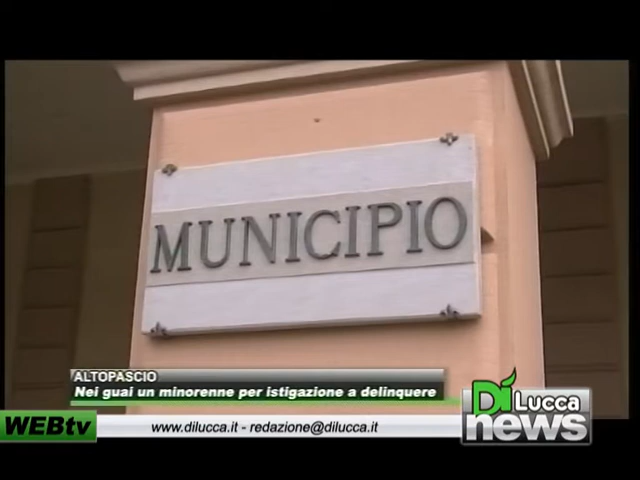 MUNICIPIO
ALTOPASCIO
Nei guai un minorenne per istigazione a delinquere
WEBtv
www.dilucca.it - redazione@dilucca.it
Di Lucca
news